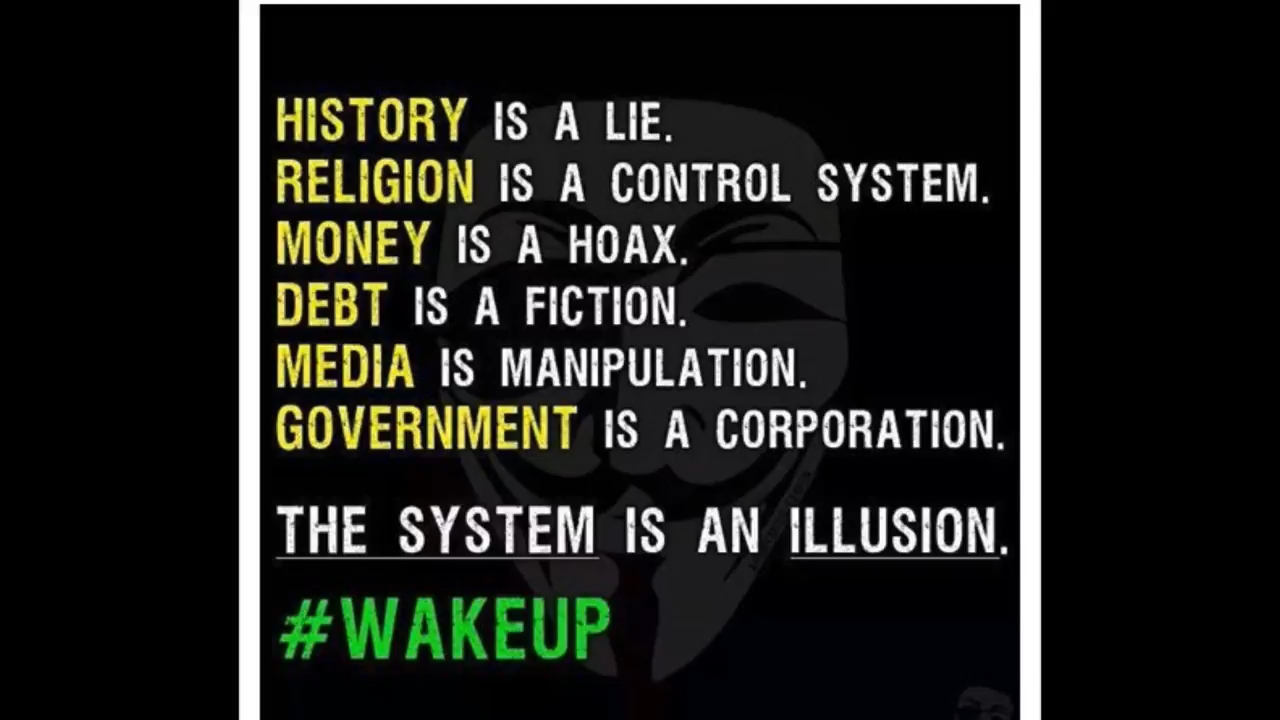 HISTORY IS A LIE.
RELIGION IS A CONTROL SYSTEM.
MONEY IS A HOAX.
DEBT IS A FICTION.
MEDIA IS MANIPULATION.
GOVERNMENT IS A CORPORATION.
THE SYSTEM IS AN ILLUSION.
#WAKEUP